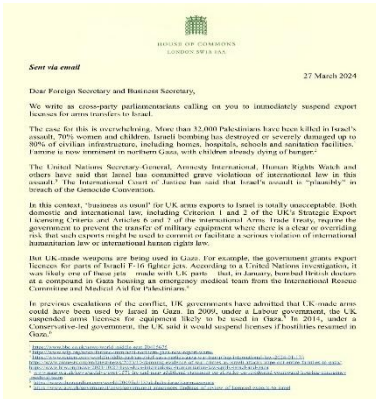 HOUSE OF COMMONS
LONDON SW1A 0AA
Sent via email
27 March 2024
Dear Foreign Secretary and Business Secretary,
We write as cross-party parliamentarians calling on you to immediately suspend export
licenses for arms transfers to Israel.
The case for this is overwhelming. More than 32,000 Palestinians have been killed in Israel's
assault, 70% women and children. Israeli bombing has destroyed or severely damaged up to
80% of civilian infrastructure, including homes, hospitals, schools and sanitation facilities.
Famine is now imminent in northern Gaza, with children already dying of hunger.
The United Nations Secretary-General, Amnesty International, Human Rights Watch and
others have said that Israel has committed grave violations of international law in this
assault. The International Court of Justice has said that Israel's assault is "plausibly" in
breach of the Genocide Convention.
In this context, 'business as usual' for UK arms exports to Israel is totally unacceptable. Both
domestic and international law, including Criterion 1 and 2 of the UK's Strategic Export
Licensing Criteria and Articles 6 and 7 of the international Arms Trade Treaty, require the
government to prevent the transfer of military equipment where there is a clear or overriding
risk that such exports might be used to commit or facilitate a serious violation of international
humanitarian law or international human rights law.
But UK-made weapons are being used in Gaza. For example, the government grants export
licences for parts of Israeli F-16 fighter jets. According to a United Nations investigation, it
was likely one of these jets made with UK parts that, in January, bombed British doctors
at a compound in Gaza housing an emergency medical team from the International Rescue
Committee and Medical Aid for Palestinians.
In previous escalations of the conflict, UK governments have admitted that UK-made arms
could have been used by Israel in Gaza. In 2009, under a Labour government, the UK
suspended arms licenses for equipment likely to be used in Gaza. In 2014, under a
Conservative-led government, the UK said it would suspend licenses if hostilities resumed in
Gaza.